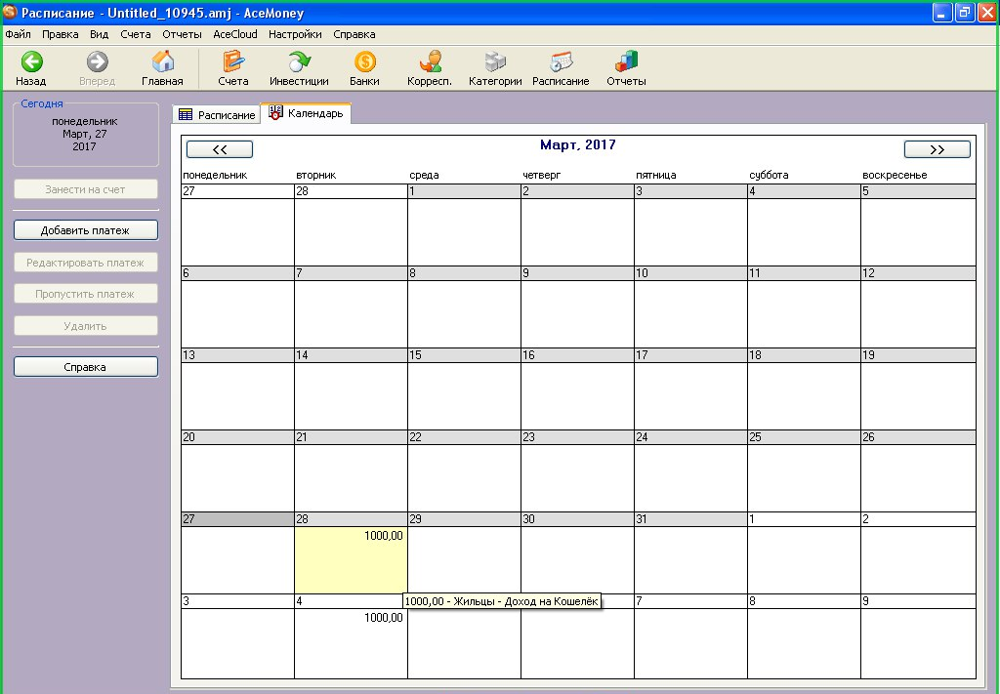 Расписание - Untitled_10945.amj - AceMoney
Файл Правка Вид Счета Отчеты AceCloud Настройки Справка
Назад Вперед Главная Счета Инвестиции Банки Корресп. Категории Расписание Отчеты
Сегодня
понедельник
Март, 27
2017
Занести на счет
Добавить платеж
Редактировать платеж
Пропустить платеж
Удалить
Справка
Расписание Календарь
<< Март, 2017 >>
понедельник вторник среда четверг пятница суббота воскресенье
27 28 1 2 3 4 5
6 7 8 9 10 11 12
13 14 15 16 17 18 19
20 21 22 23 24 25 26
27 28 29 30 31 1 2
1000,00
1000,00 - Жильцы - Доход на Кошелёк
3 4 7 8 9
1000,00